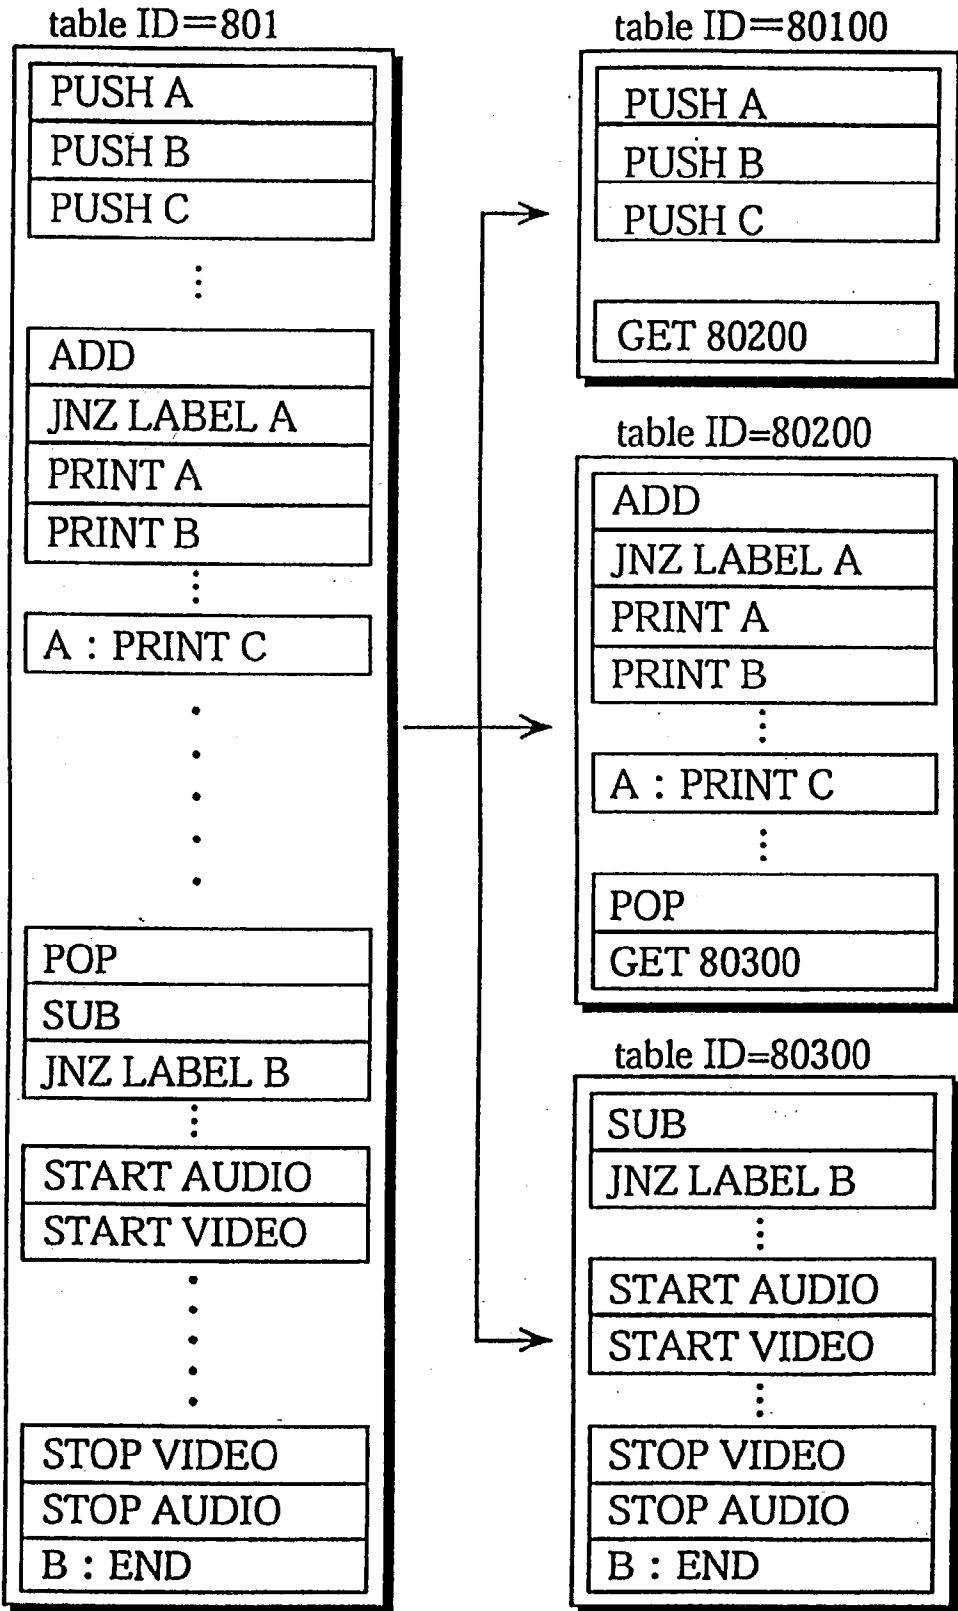 table ID=801
PUSH A
PUSH B
PUSH C
ADD
JNZ LABEL A
PRINT A
PRINT B
A : PRINT C
POP
SUB
JNZ LABEL B
START AUDIO
START VIDEO
STOP VIDEO
STOP AUDIO
B : END
table ID=80100
PUSH A
PUSH B
PUSH C
GET 80200
table ID=80200
ADD
JNZ LABEL A
PRINT A
PRINT B
A : PRINT C
POP
GET 80300
table ID=80300
SUB
JNZ LABEL B
START AUDIO
START VIDEO
STOP VIDEO
STOP AUDIO
B : END